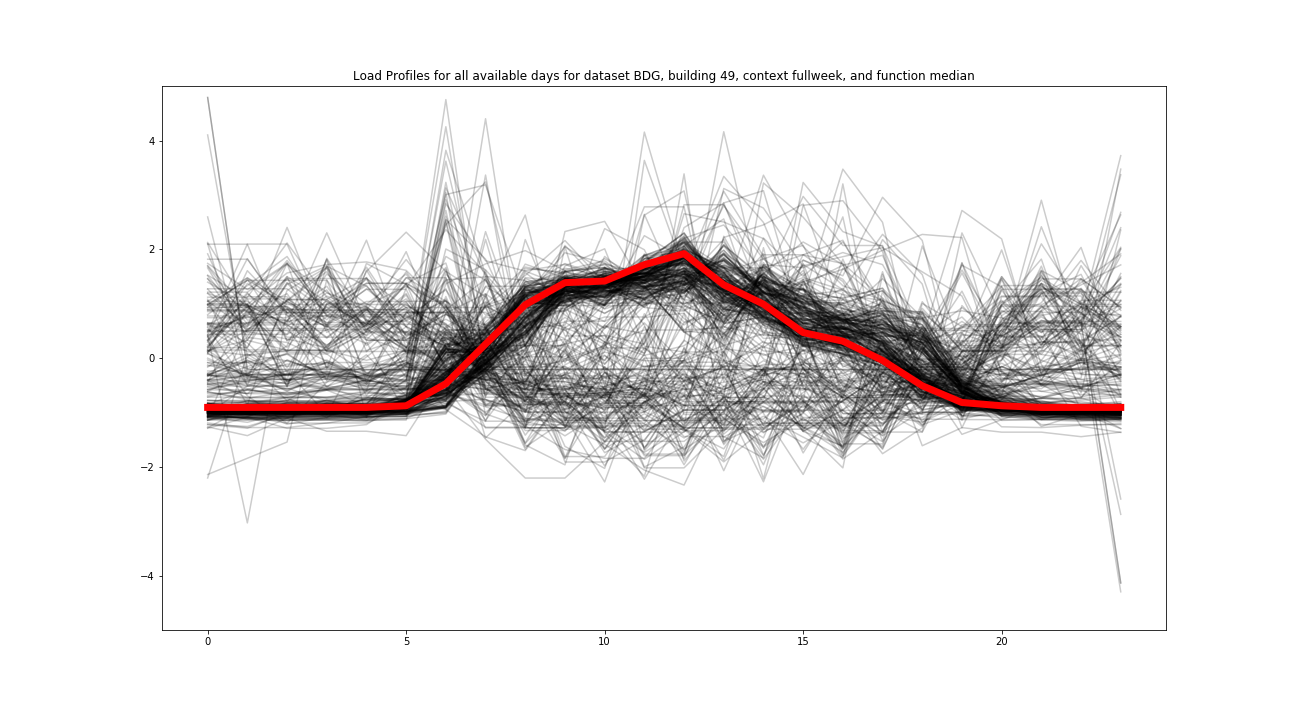 Load Profiles for all available days for dataset BDG, building 49, context fullweek, and function median
4
2
0
−2
−4
0 5 10 15 20